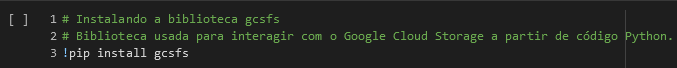 [ ] 1 # Instalando a biblioteca gcsfs
2 # Biblioteca usada para interagir com o Google Cloud Storage a partir de código Python.
3 !pip install gcsfs